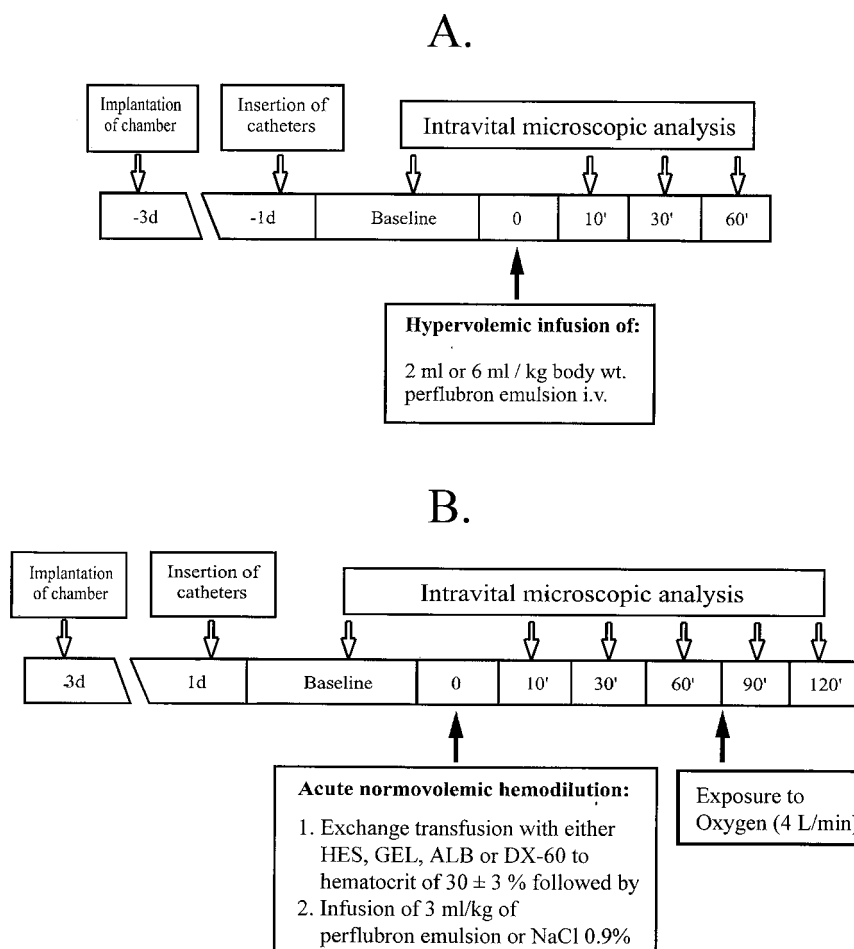 A.
Implantation
of chamber
Insertion of
catheters
Intravital microscopic analysis
-3d
-1d
Baseline
0
10'
30'
60'
Hypervolemic infusion of:
2 ml or 6 ml / kg body wt.
perflubron emulsion i.v.
B.
Implantation
of chamber
Insertion of
catheters
Intravital microscopic analysis
-3d
1d
Baseline
0
10'
30'
60'
90'
120'
Acute normovolemic hemodilution:
1. Exchange transfusion with either
HES, GEL, ALB or DX-60 to
hematocrit of 30 ± 3 % followed by
2. Infusion of 3 ml/kg of
perflubron emulsion or NaCl 0.9%
Exposure to
Oxygen (4 L/min)